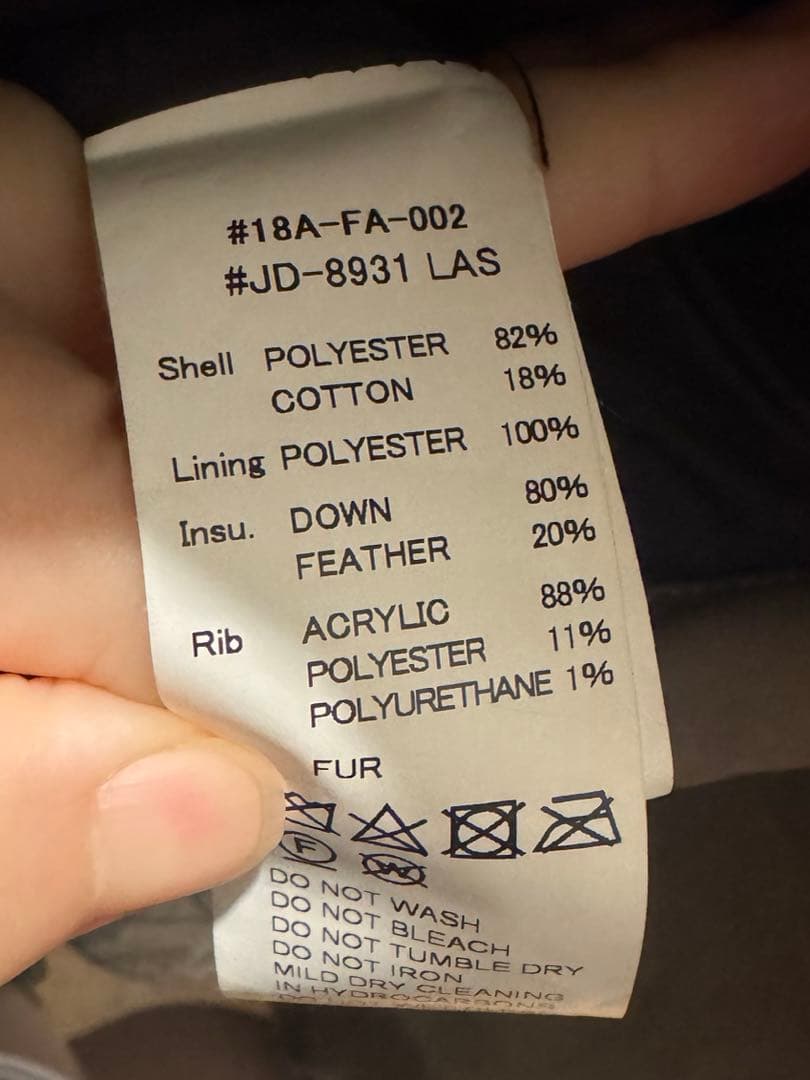 #18A-FA-002
#JD-8931 LAS
Shell POLYESTER 82%
COTTON 18%
Lining POLYESTER 100%
Insu. DOWN 80%
FEATHER 20%
Rib ACRYLIC 88%
POLYESTER 11%
POLYURETHANE 1%
FUR
F
W
DO NOT WASH
DO NOT BLEACH
DO NOT TUMBLE DRY
DO NOT IRON
MILD DRY CLEANING
IN HYDROCARBONS